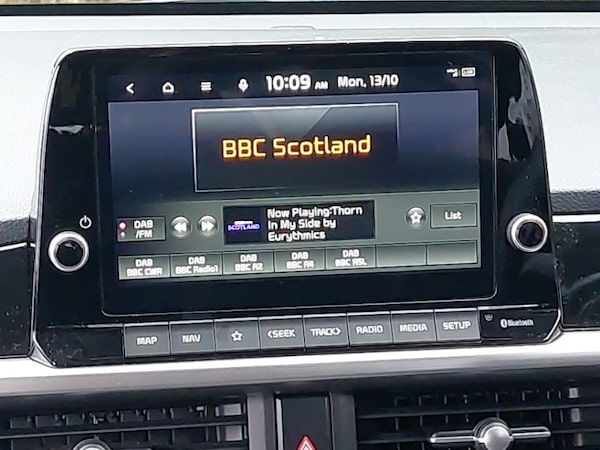 10:09 AM Mon, 13/10
BBC Scotland
DAB
/FM
SCOTLAND
Now Playing:Thorn
In My Side by
Eurythmics
List
DAB
BBC CWR
DAB
BBC Radio1
DAB
BBC R2
DAB
BBC R4
DAB
BBC R5L
MAP NAV <SEEK TRACK> RADIO MEDIA SETUP
Bluetooth